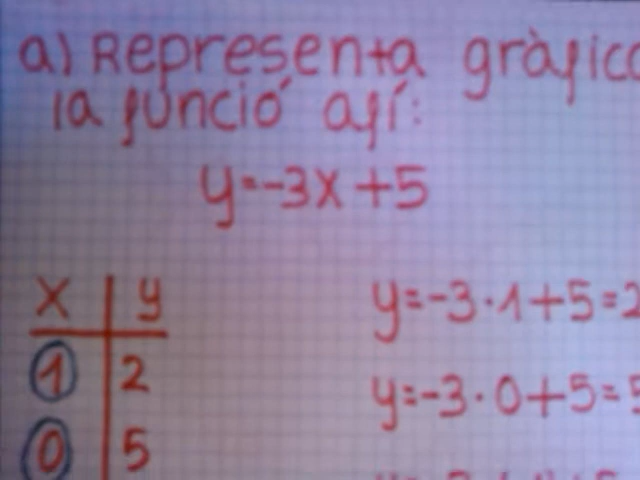 a) Representa gràfica
la funció afí:
y=-3x+5
x y
1 2
0 5
y=-3·1+5=2
y=-3·0+5=5